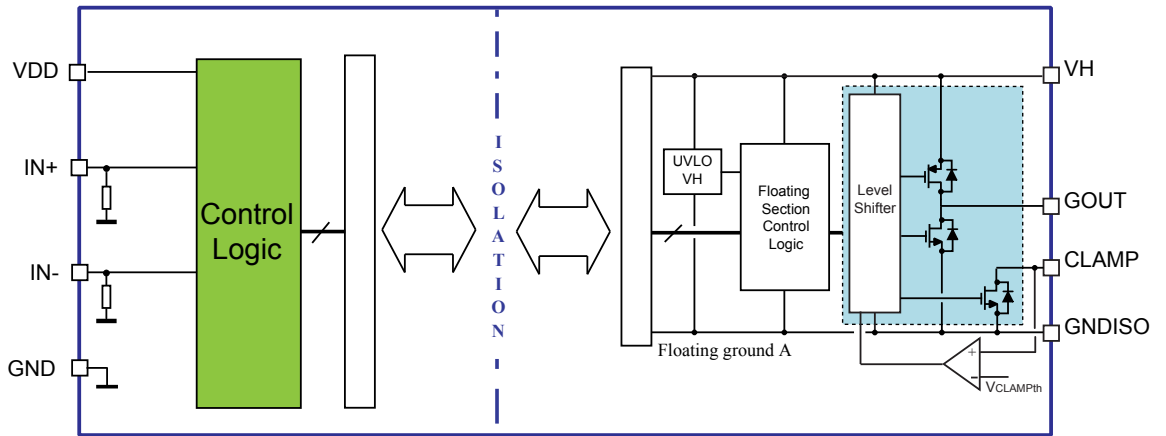 VDD
IN+
IN-
GND
Control
Logic
ISOLATION
UVLO
VH
Floating
Section
Control
Logic
Level
Shifter
VH
GOUT
CLAMP
GNDISO
Floating ground A
+
-
VCLAMPth